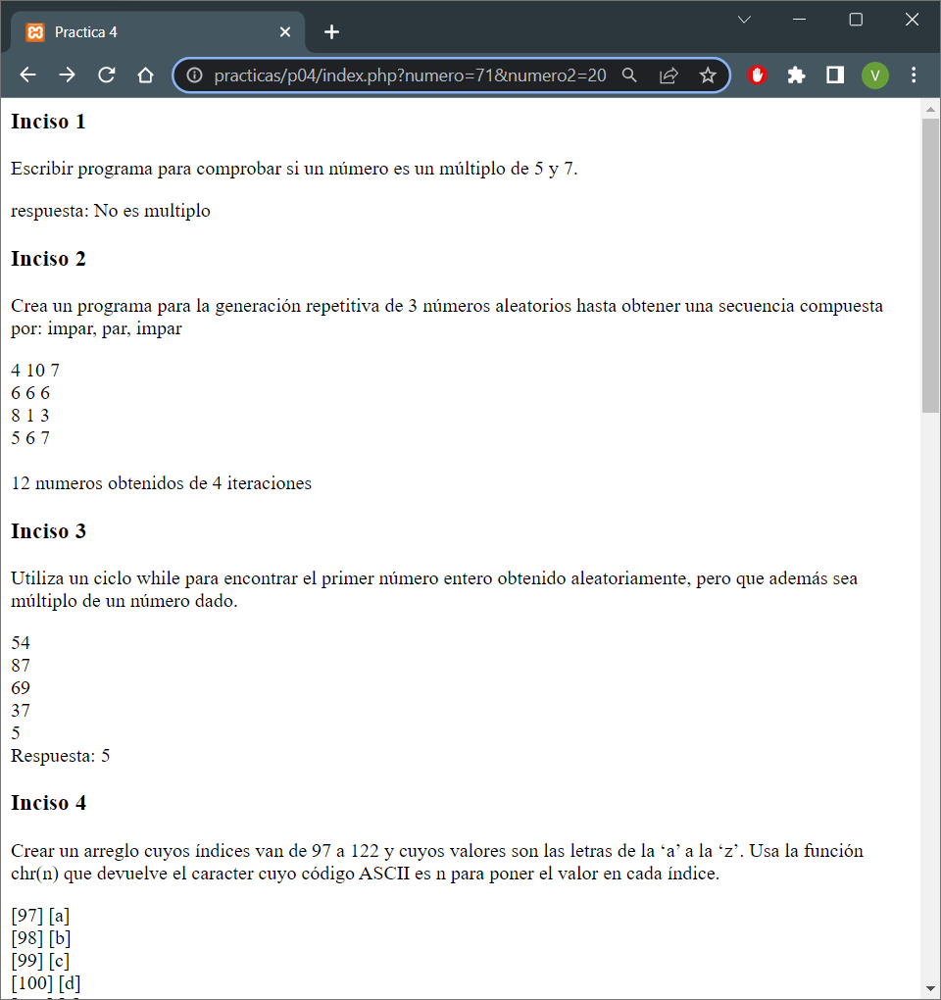 Practica 4
practicas/p04/index.php?numero=71&numero2=20
V
Inciso 1
Escribir programa para comprobar si un número es un múltiplo de 5 y 7.
respuesta: No es multiplo
Inciso 2
Crea un programa para la generación repetitiva de 3 números aleatorios hasta obtener una secuencia compuesta
por: impar, par, impar
4 10 7
6 6 6
8 1 3
5 6 7
12 numeros obtenidos de 4 iteraciones
Inciso 3
Utiliza un ciclo while para encontrar el primer número entero obtenido aleatoriamente, pero que además sea
múltiplo de un número dado.
54
87
69
37
5
Respuesta: 5
Inciso 4
Crear un arreglo cuyos índices van de 97 a 122 y cuyos valores son las letras de la ‘a’ a la ‘z’. Usa la función
chr(n) que devuelve el caracter cuyo código ASCII es n para poner el valor en cada índice.
[97] [a]
[98] [b]
[99] [c]
[100] [d]